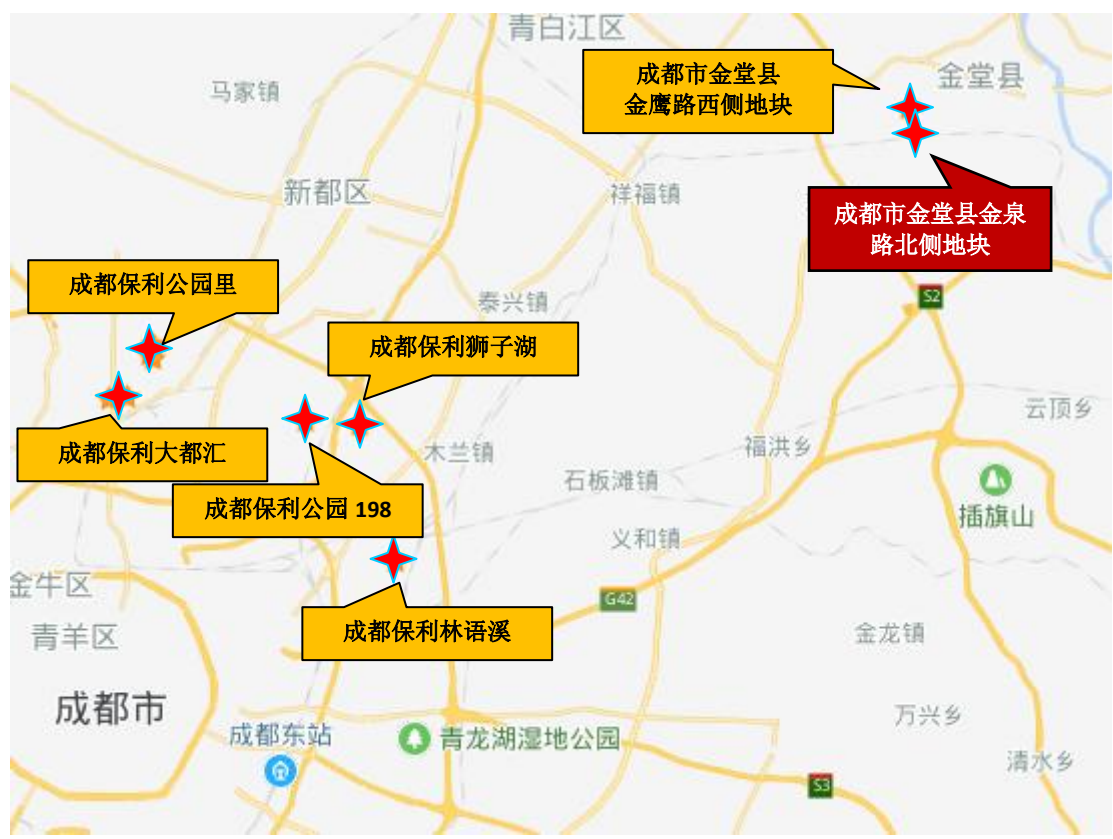 青白江区
成都市金堂县
金鹰路西侧地块
金堂县
马家镇
新都区
祥福镇
成都市金堂县金泉
路北侧地块
成都保利公园里
泰兴镇
S2
成都保利狮子湖
云顶乡
成都保利大都汇
木兰镇
福洪乡
石板滩镇
成都保利公园 198
插旗山
义和镇
金牛区
G42
青羊区
成都保利林语溪
金龙镇
成都市
万兴乡
成都东站
青龙湖湿地公园
清水乡
S3